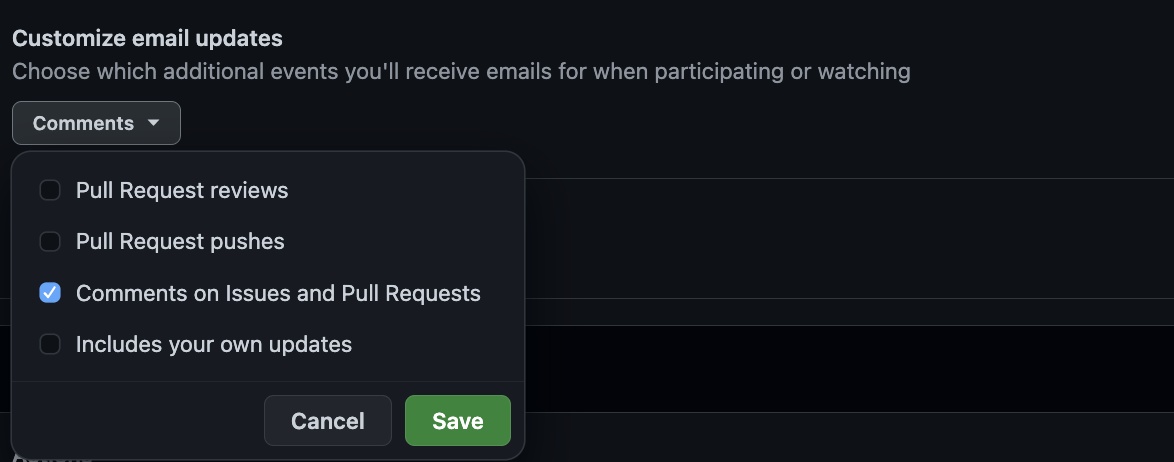 Customize email updates
Choose which additional events you'll receive emails for when participating or watching
Comments
Pull Request reviews
Pull Request pushes
Comments on Issues and Pull Requests
Includes your own updates
Cancel Save